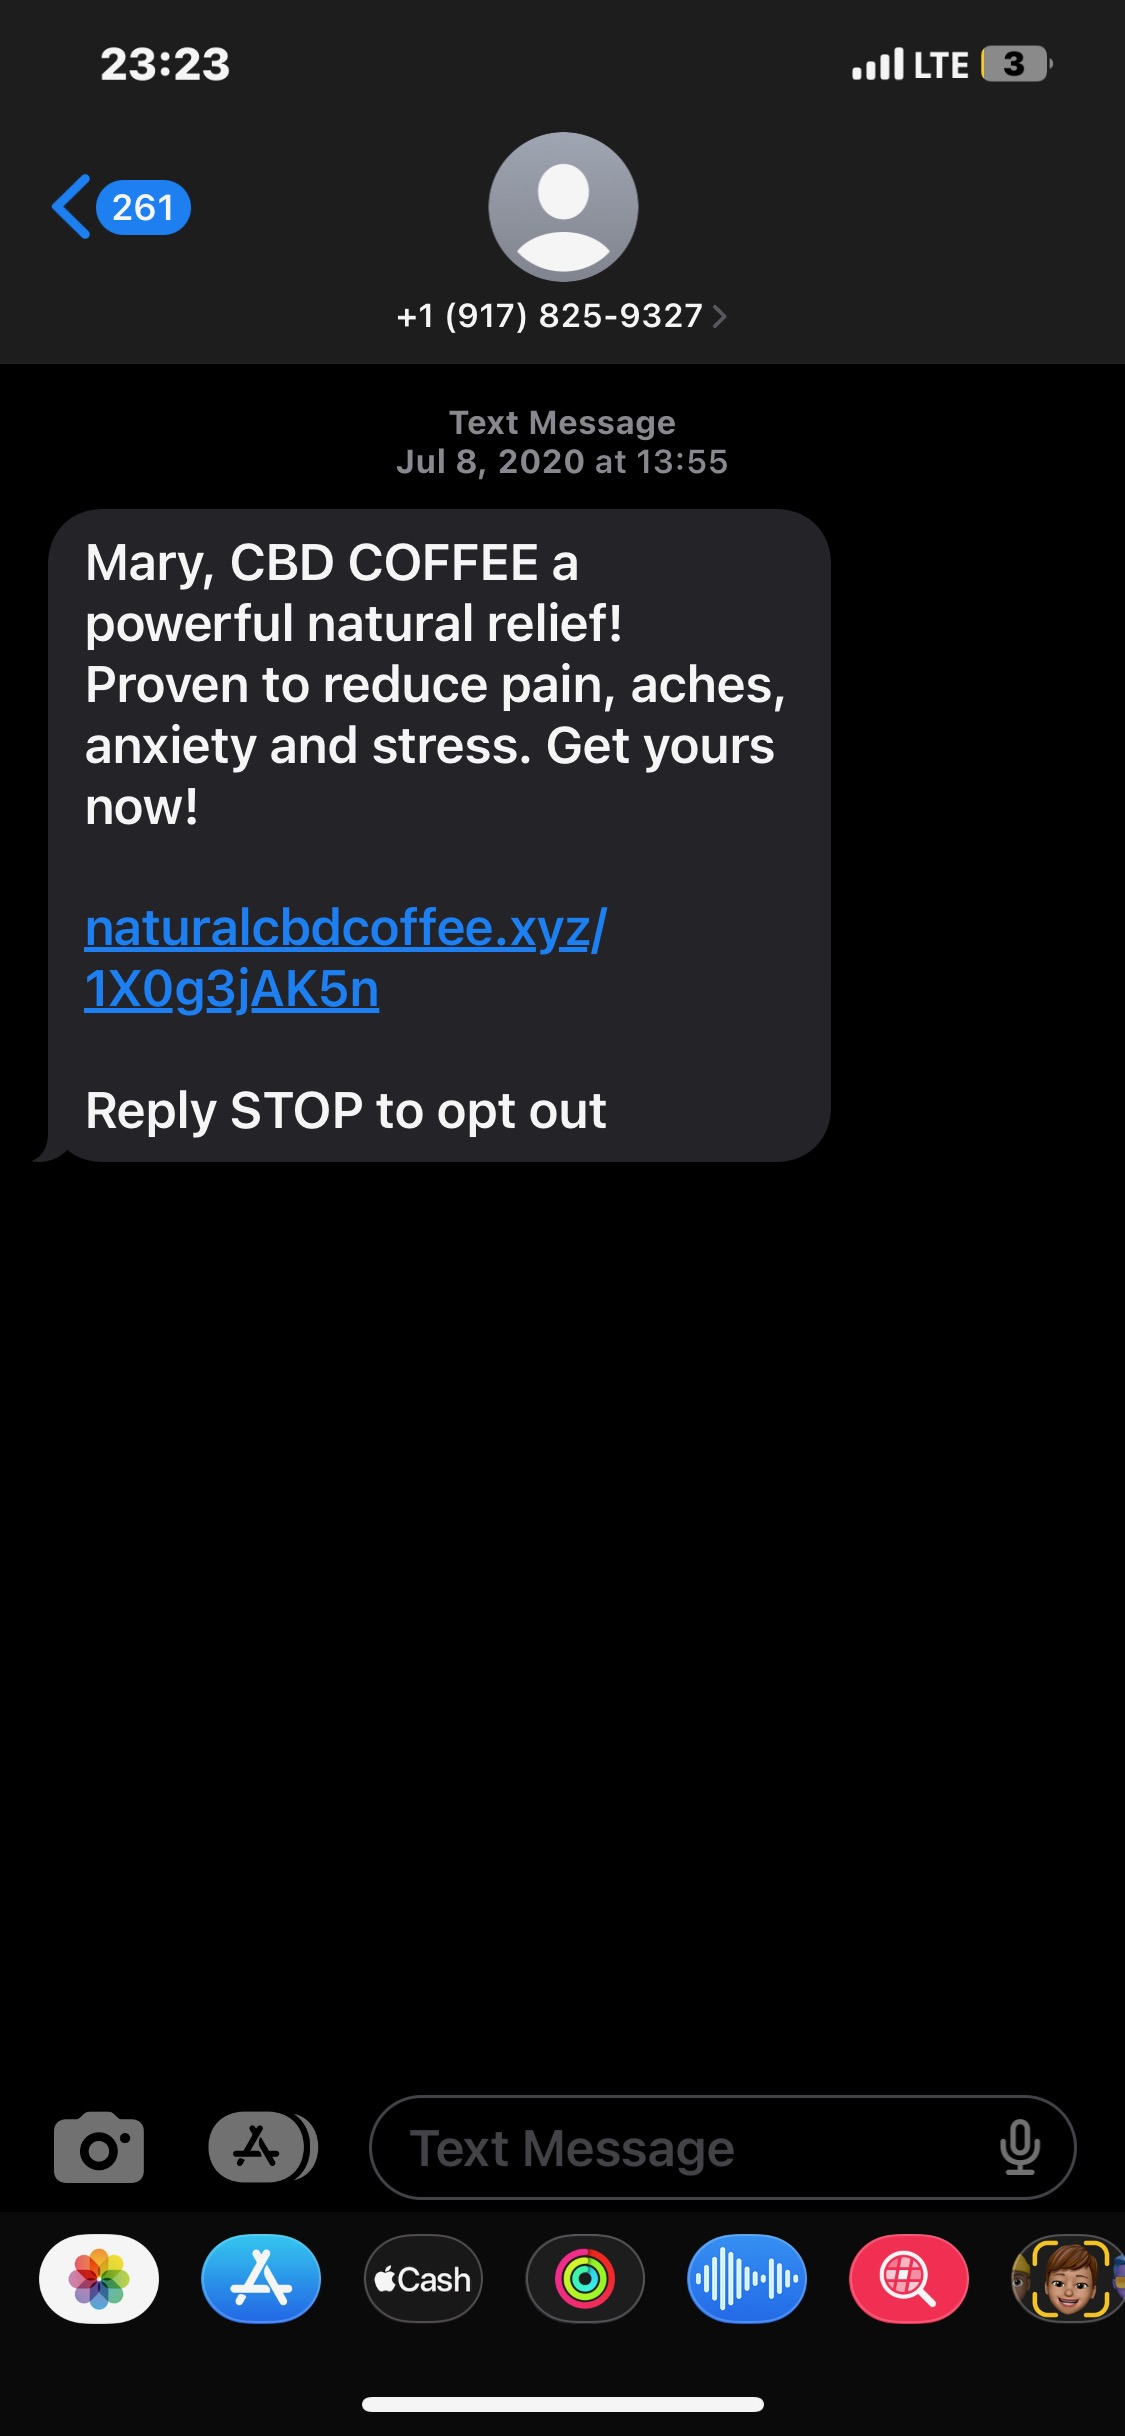 23:23
LTE 3
261
+1 (917) 825-9327
Text Message
Jul 8, 2020 at 13:55
Mary, CBD COFFEE a
powerful natural relief!
Proven to reduce pain, aches,
anxiety and stress. Get yours
now!
naturalcbdcoffee.xyz/
1X0g3jAK5n
Reply STOP to opt out
Text Message
Cash